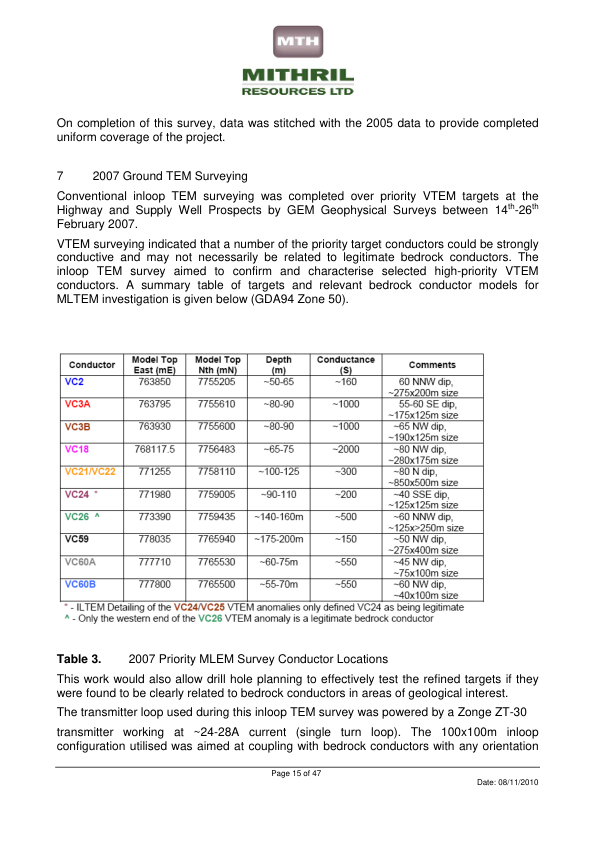 MTH
MITHRIL
RESOURCES LTD
On completion of this survey, data was stitched with the 2005 data to provide completed
uniform coverage of the project.
7 2007 Ground TEM Surveying
Conventional inloop TEM surveying was completed over priority VTEM targets at the
Highway and Supply Well Prospects by GEM Geophysical Surveys between 14th-26th
February 2007.
VTEM surveying indicated that a number of the priority target conductors could be strongly
conductive and may not necessarily be related to legitimate bedrock conductors. The
inloop TEM survey aimed to confirm and characterise selected high-priority VTEM
conductors. A summary table of targets and relevant bedrock conductor models for
MLTEM investigation is given below (GDA94 Zone 50).
Conductor Model Top East (mE) Model Top Nth (mN) Depth (m) Conductance (S) Comments
VC2 763850 7755205 ~50-65 ~160 60 NNW dip,
~275x200m size
VC3A 763795 7755610 ~80-90 ~1000 55-60 SE dip,
~175x125m size
VC3B 763930 7755600 ~80-90 ~1000 ~65 NW dip,
~190x125m size
VC18 768117.5 7756483 ~65-75 ~2000 ~80 NW dip,
~280x175m size
VC21/VC22 771255 7758110 ~100-125 ~300 ~80 N dip,
~850x500m size
VC24 * 771980 7759005 ~90-110 ~200 ~40 SSE dip,
~125x125m size
VC26 ^ 773390 7759435 ~140-160m ~500 ~60 NNW dip,
~125x>250m size
VC59 778035 7765940 ~175-200m ~150 ~50 NW dip,
~275x400m size
VC60A 777710 7765530 ~60-75m ~550 ~45 NW dip,
~75x100m size
VC60B 777800 7765500 ~55-70m ~550 ~60 NW dip,
~40x100m size
* - ILTEM Detailing of the VC24/VC25 VTEM anomalies only defined VC24 as being legitimate
^ - Only the western end of the VC26 VTEM anomaly is a legitimate bedrock conductor
Table 3. 2007 Priority MLEM Survey Conductor Locations
This work would also allow drill hole planning to effectively test the refined targets if they
were found to be clearly related to bedrock conductors in areas of geological interest.
The transmitter loop used during this inloop TEM survey was powered by a Zonge ZT-30
transmitter working at ~24-28A current (single turn loop). The 100x100m inloop
configuration utilised was aimed at coupling with bedrock conductors with any orientation
Page 15 of 47
Date: 08/11/2010